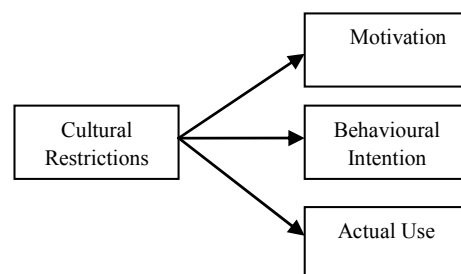 Motivation
Cultural
Restrictions
Behavioural
Intention
Actual Use